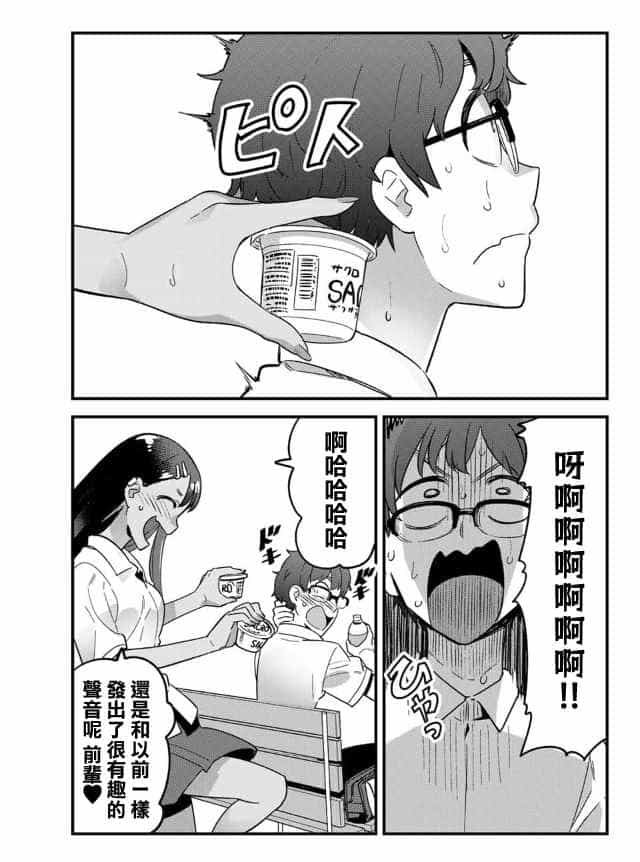 ピト
サクロ
SAC
呀啊啊啊啊啊啊!!
ひやっ
啊哈哈哈哈
ドキ
ドキ
還是和以前一樣
發出了很有趣的
聲音呢 前輩♥